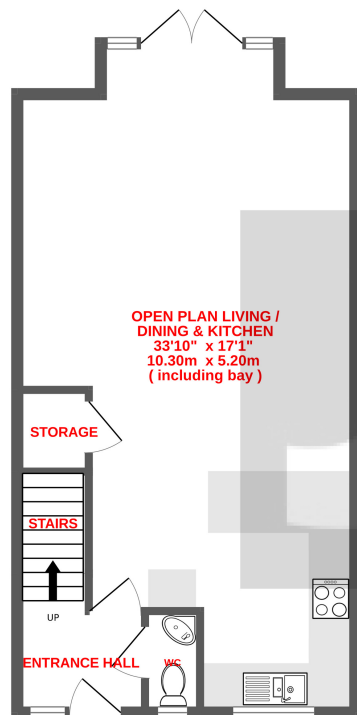 OPEN PLAN LIVING /
DINING & KITCHEN
33'10" x 17'1"
10.30m x 5.20m
( including bay )
STORAGE
STAIRS
UP
ENTRANCE HALL
WC